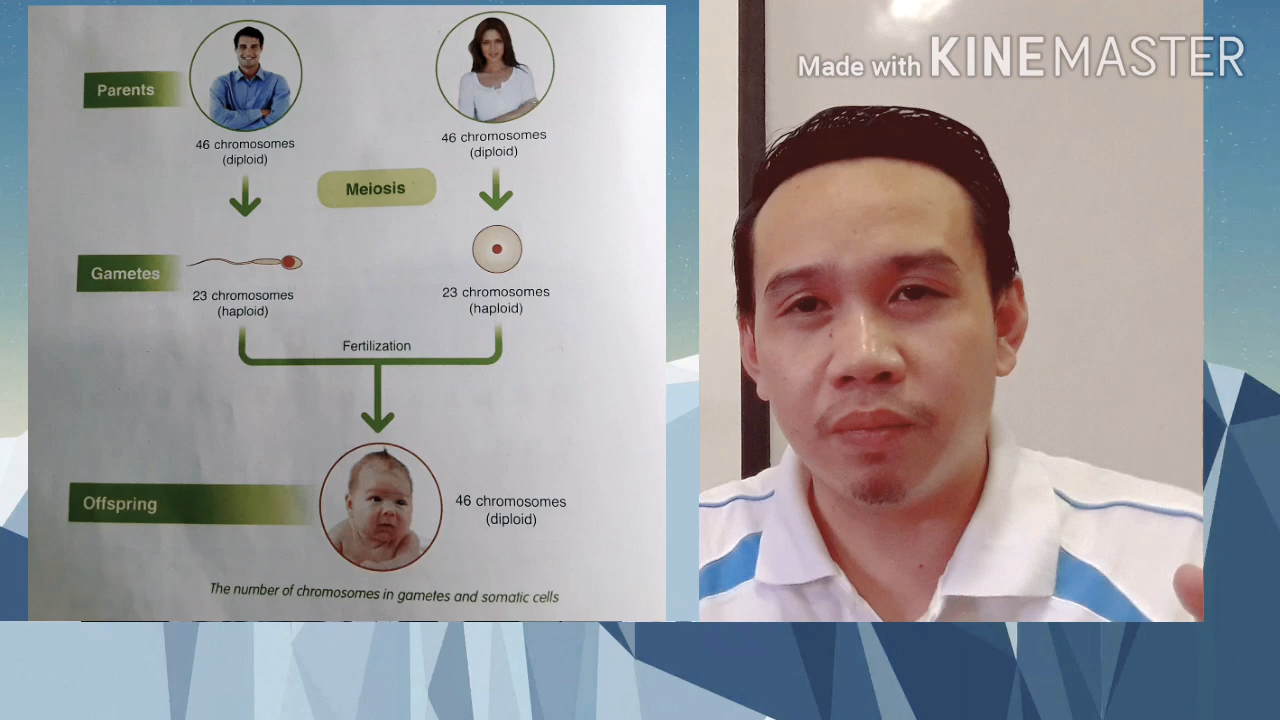 Made with KINEMASTER
Parents
46 chromosomes
(diploid)
46 chromosomes
(diploid)
Meiosis
Gametes
23 chromosomes
(haploid)
23 chromosomes
(haploid)
Fertilization
Offspring
46 chromosomes
(diploid)
The number of chromosomes in gametes and somatic cells